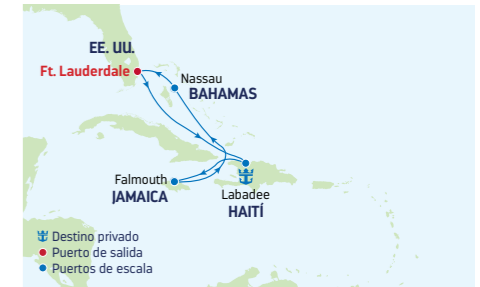 EE. UU.
Ft. Lauderdale
Nassau
BAHAMAS
Falmouth
JAMAICA
Labadee
HAITÍ
Destino privado
Puerto de salida
Puertos de escala